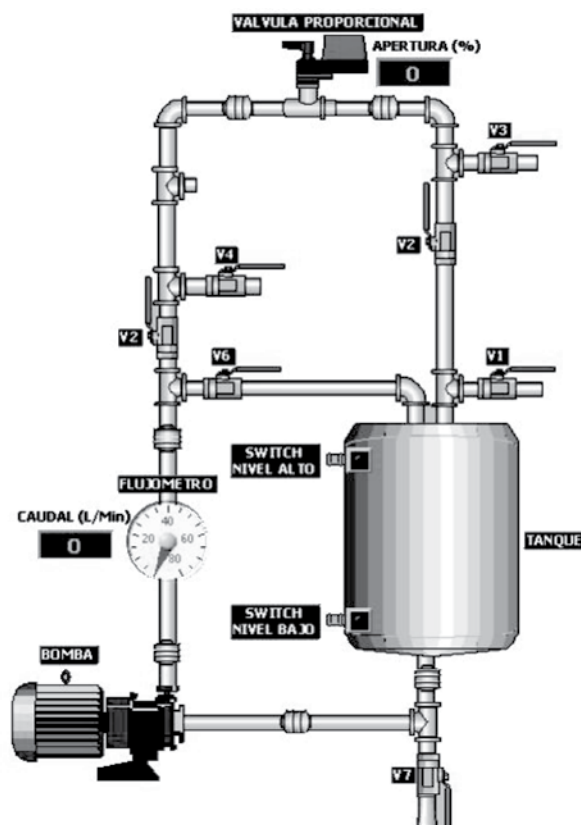 VALVULA PROPORCIONAL
APERTURA (%)
0
V3
V2
V4
V2
V6
V1
SWITCH
NIVEL ALTO
FLUJOMETRO
CAUDAL (L/Min)
0
20
40
60
80
TANQUE
SWITCH
NIVEL BAJO
BOMBA
V7